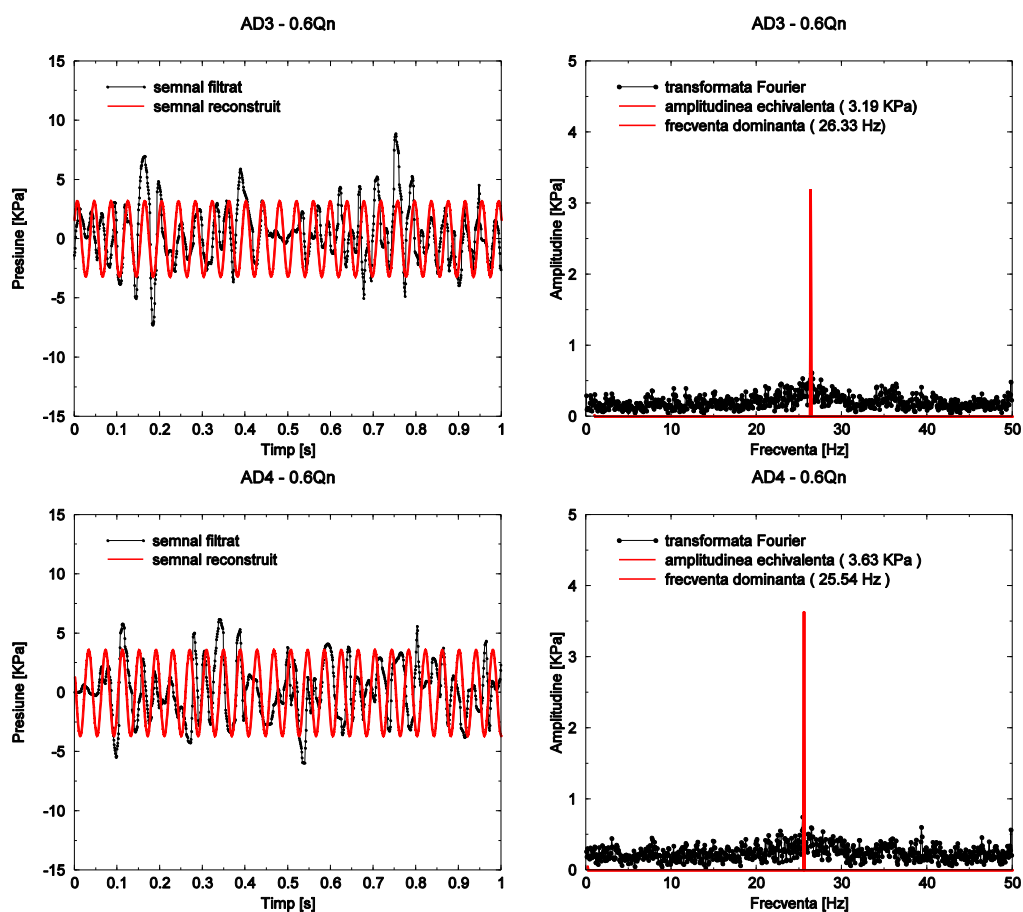 AD3 - 0.6Qn
15
10
5
0
-5
-10
-15
Presiune [KPa]
semnal filtrat
semnal reconstruit
0 0.1 0.2 0.3 0.4 0.5 0.6 0.7 0.8 0.9 1
Timp [s]
AD3 - 0.6Qn
5
4
3
2
1
0
Amplitudine [KPa]
transformata Fourier
amplitudinea echivalenta ( 3.19 KPa)
frecventa dominanta ( 26.33 Hz)
0 10 20 30 40 50
Frecventa [Hz]
AD4 - 0.6Qn
15
10
5
0
-5
-10
-15
Presiune [KPa]
semnal filtrat
semnal reconstruit
0 0.1 0.2 0.3 0.4 0.5 0.6 0.7 0.8 0.9 1
Timp [s]
AD4 - 0.6Qn
5
4
3
2
1
0
Amplitudine [KPa]
transformata Fourier
amplitudinea echivalenta ( 3.63 KPa )
frecventa dominanta ( 25.54 Hz )
0 10 20 30 40 50
Frecventa [Hz]